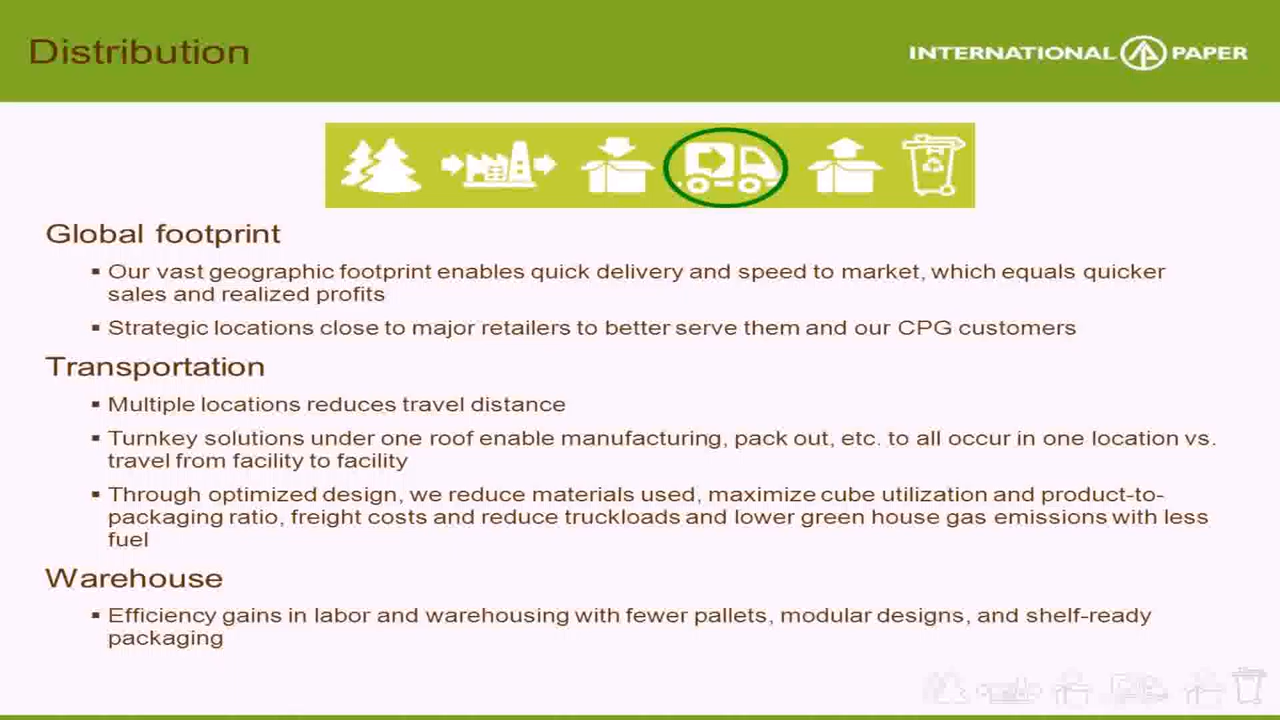 Distribution
INTERNATIONAL PAPER
Global footprint
▪ Our vast geographic footprint enables quick delivery and speed to market, which equals quicker
sales and realized profits
▪ Strategic locations close to major retailers to better serve them and our CPG customers
Transportation
▪ Multiple locations reduces travel distance
▪ Turnkey solutions under one roof enable manufacturing, pack out, etc. to all occur in one location vs.
travel from facility to facility
▪ Through optimized design, we reduce materials used, maximize cube utilization and product-to-
packaging ratio, freight costs and reduce truckloads and lower green house gas emissions with less
fuel
Warehouse
▪ Efficiency gains in labor and warehousing with fewer pallets, modular designs, and shelf-ready
packaging